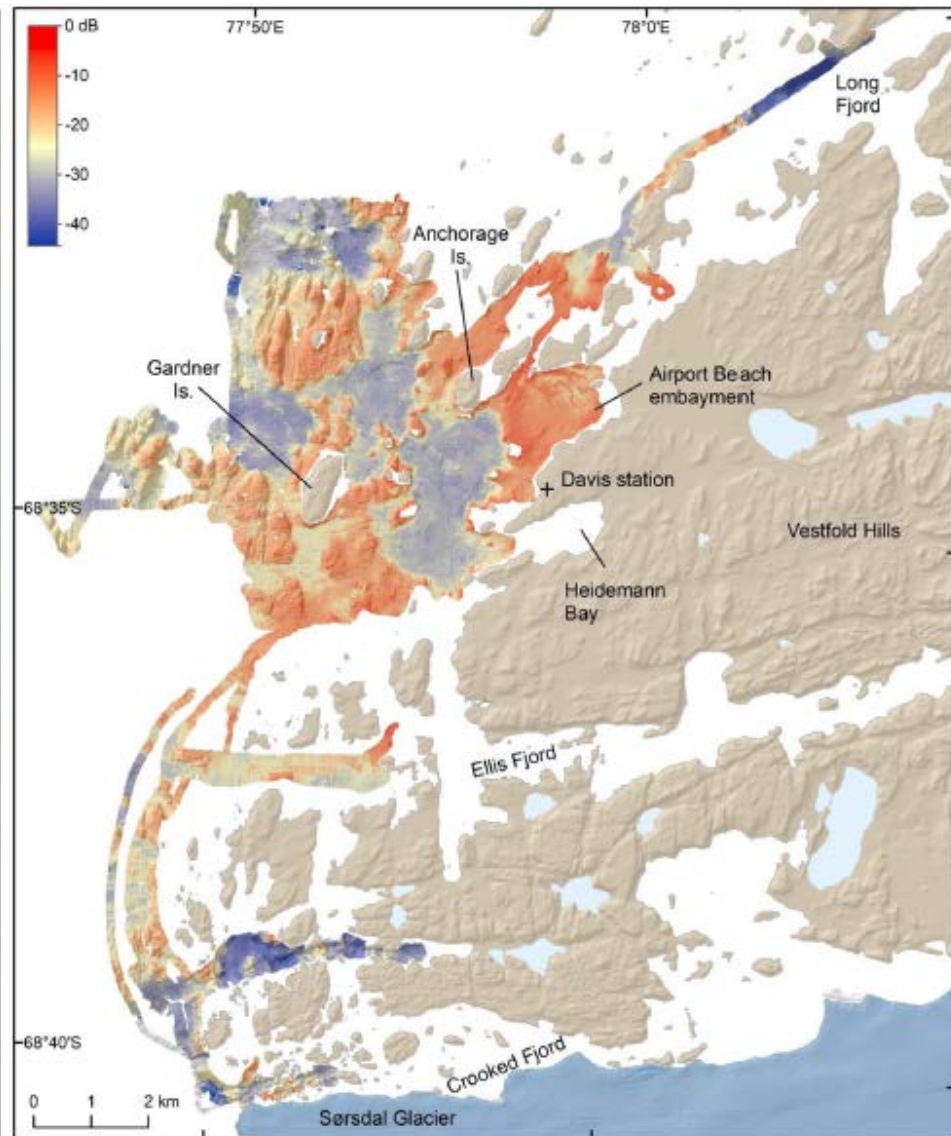 77°50'E
78°0'E
0 dB
-10
-20
-30
-40
Long
Fjord
Anchorage
Is.
Gardner
Is.
Airport Beach
embayment
Davis station
68°35'S
Vestfold Hills
Heidemann
Bay
Ellis Fjord
68°40'S
Crooked Fjord
0 1 2 km
Sørsdal Glacier